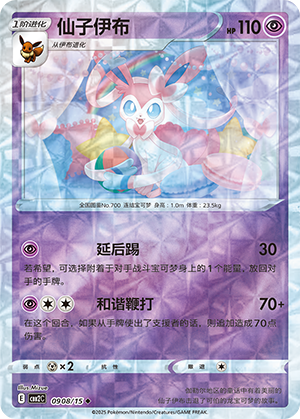 1阶进化
仙子伊布
HP 110
从伊布进化
全国图鉴No.700 连结宝可梦 身高:1.0m 体重:23.5kg
延后踢 30
若希望,可选择附着于对手战斗宝可梦身上的1个能量,放回对手的手牌。
和谐鞭打 70+
在这个回合,如果从手牌使出了支援者的话,则追加造成70点伤害。
弱点 ×2 抗性 撤退
Illus. Mizue
E CBB2C 0908/15
©2025 Pokémon/Nintendo/Creatures/GAME FREAK